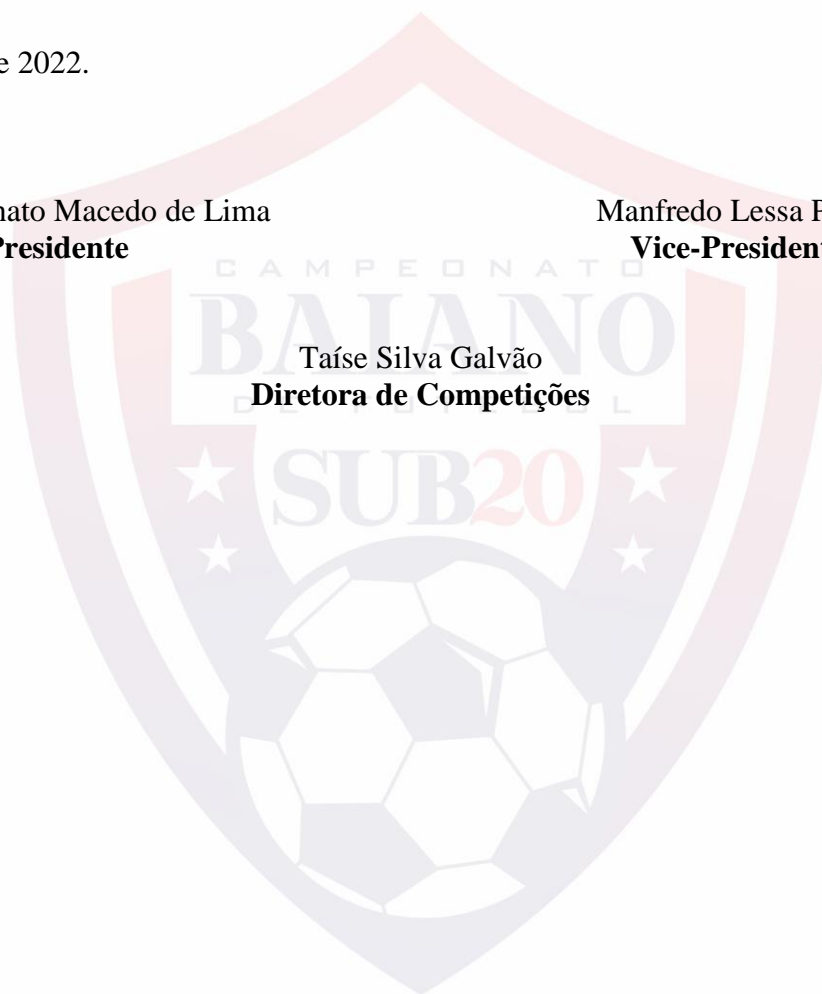 e 2022.
nato Macedo de Lima
Presidente
Manfredo Lessa P
Vice-President
CAMPEONATO
BAIANO
Taíse Silva Galvão
DE FUTEBOL
Diretora de Competições
SUB20